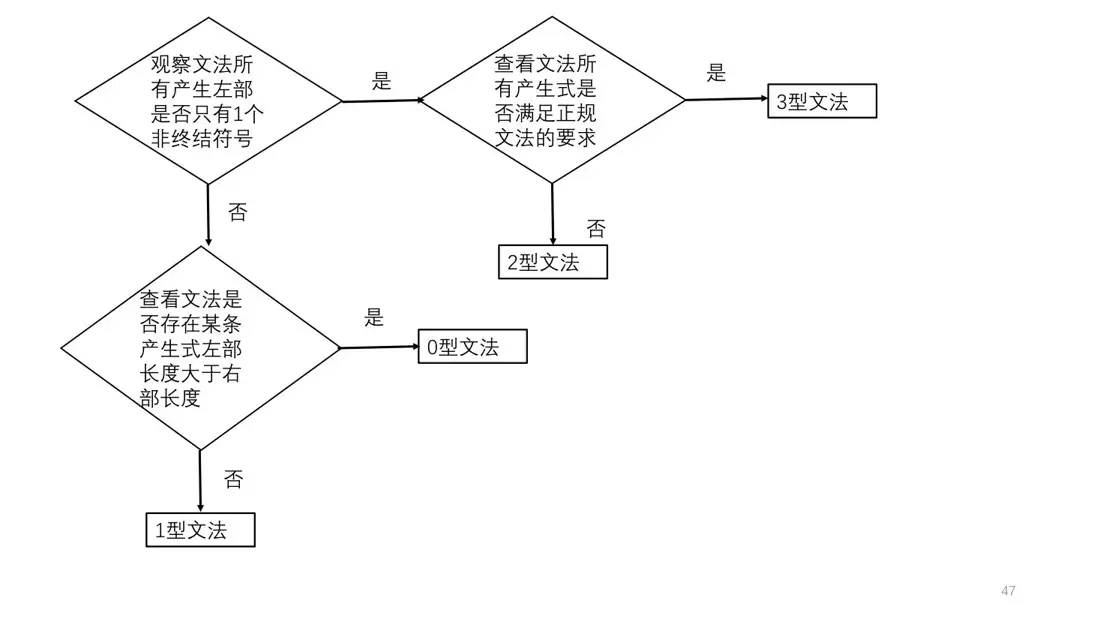 观察文法所
有产生左部
是否只有1个
非终结符号
是
查看文法所
有产生式是
否满足正规
文法的要求
是
3型文法
否
否
2型文法
查看文法是
否存在某条
产生式左部
长度大于右
部长度
是
0型文法
否
1型文法
47